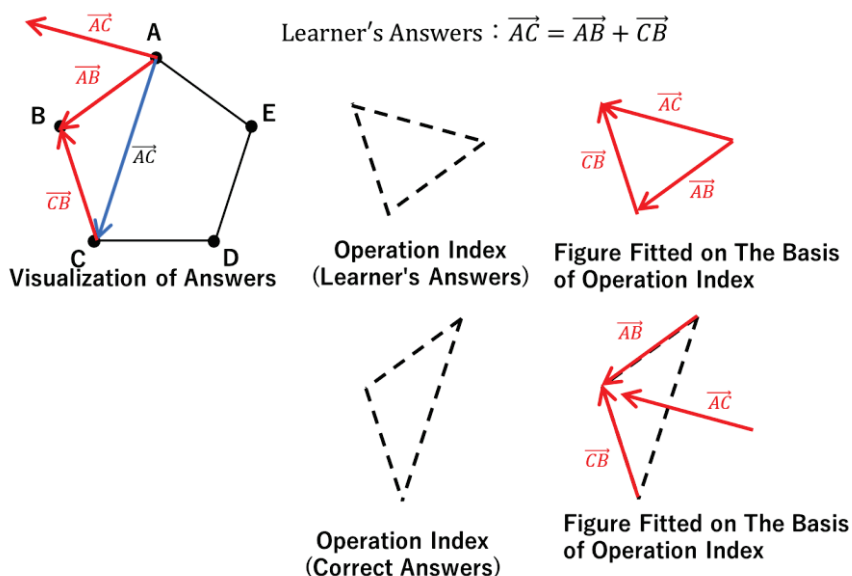 Learner's Answers : $\overrightarrow{AC} = \overrightarrow{AB} + \overrightarrow{CB}$
$\overrightarrow{AC}$
A
$\overrightarrow{AB}$
B
E
$\overrightarrow{AC}$
$\overrightarrow{CB}$
C
D
Visualization of Answers
Operation Index
(Learner's Answers)
$\overrightarrow{AC}$
$\overrightarrow{CB}$
$\overrightarrow{AB}$
Figure Fitted on The Basis
of Operation Index
Operation Index
(Correct Answers)
$\overrightarrow{AB}$
$\overrightarrow{AC}$
$\overrightarrow{CB}$
Figure Fitted on The Basis
of Operation Index